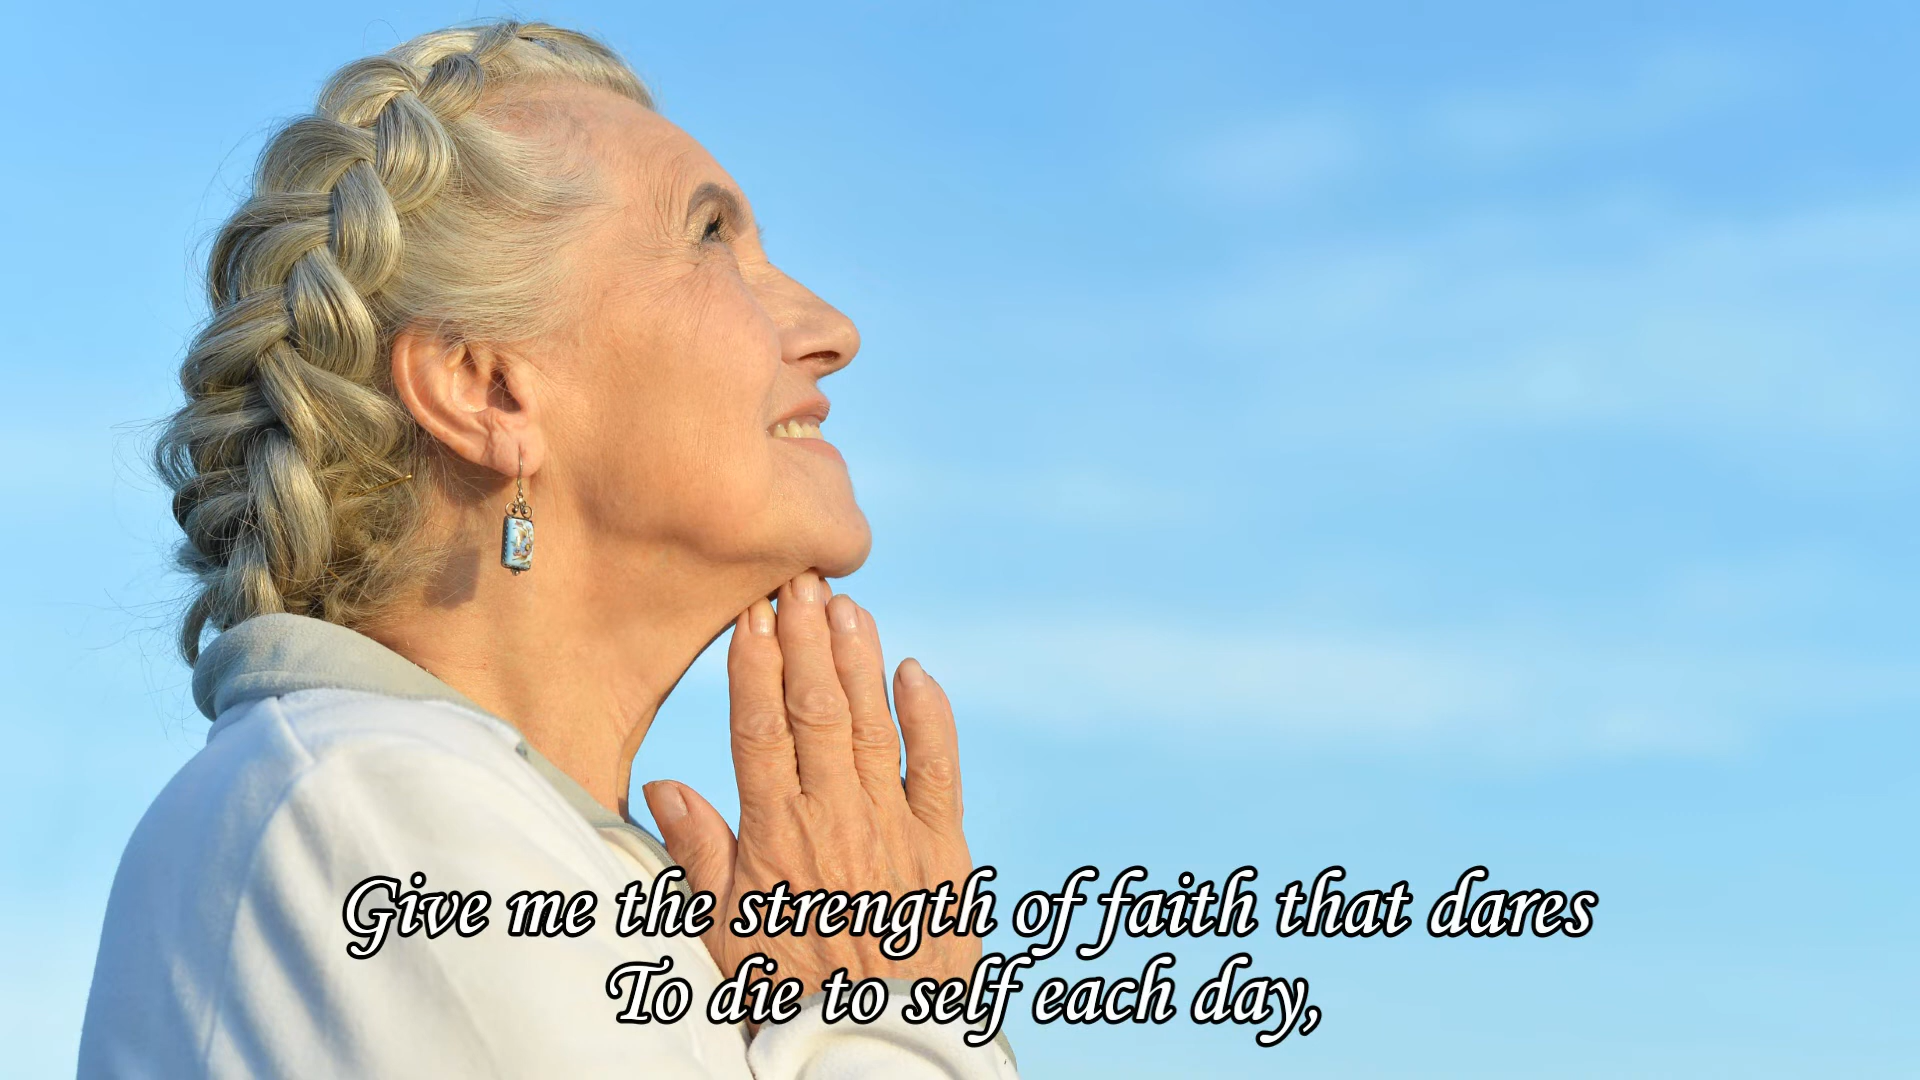 Give me the strength of faith that dares
To die to self each day,